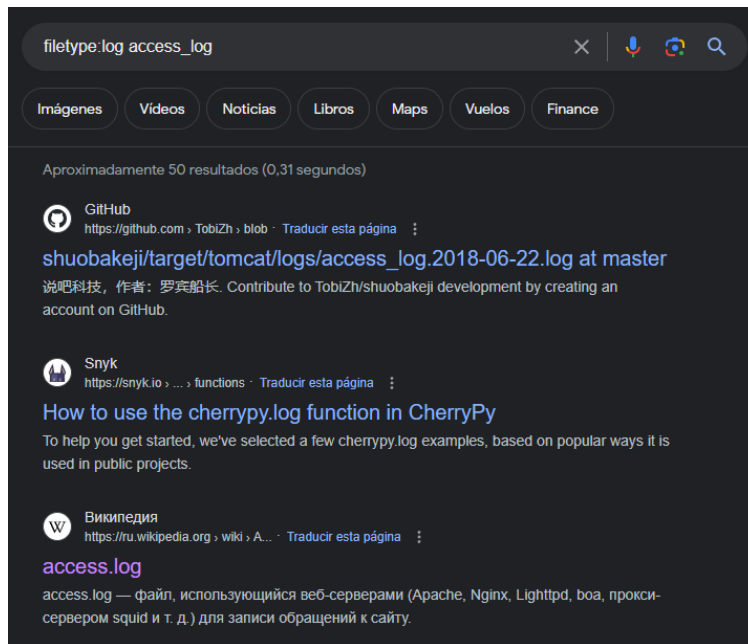 filetype:log access_log
Imágenes
Vídeos
Noticias
Libros
Maps
Vuelos
Finance
Aproximadamente 50 resultados (0,31 segundos)
GitHub
https://github.com › TobiZh › blob · Traducir esta página
shuobakeji/target/tomcat/logs/access_log.2018-06-22.log at master
说吧科技，作者：罗宾船长. Contribute to TobiZh/shuobakeji development by creating an
account on GitHub.
Snyk
https://snyk.io › ... › functions · Traducir esta página
How to use the cherrypy.log function in CherryPy
To help you get started, we've selected a few cherrypy.log examples, based on popular ways it is
used in public projects.
W
Википедия
https://ru.wikipedia.org › wiki › A... · Traducir esta página
access.log
access.log — файл, использующийся веб-серверами (Apache, Nginx, Lighttpd, boa, прокси-
сервером squid и т. д.) для записи обращений к сайту.